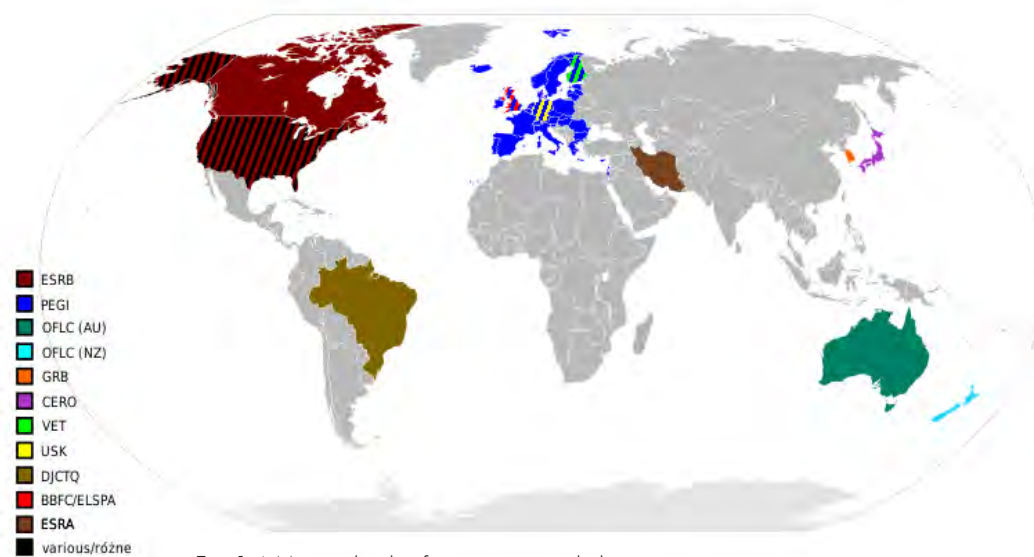 ESRB
PEGI
OFLC (AU)
OFLC (NZ)
GRB
CERO
VET
USK
DJCTQ
BBFC/ELSPA
ESRA
various/różne